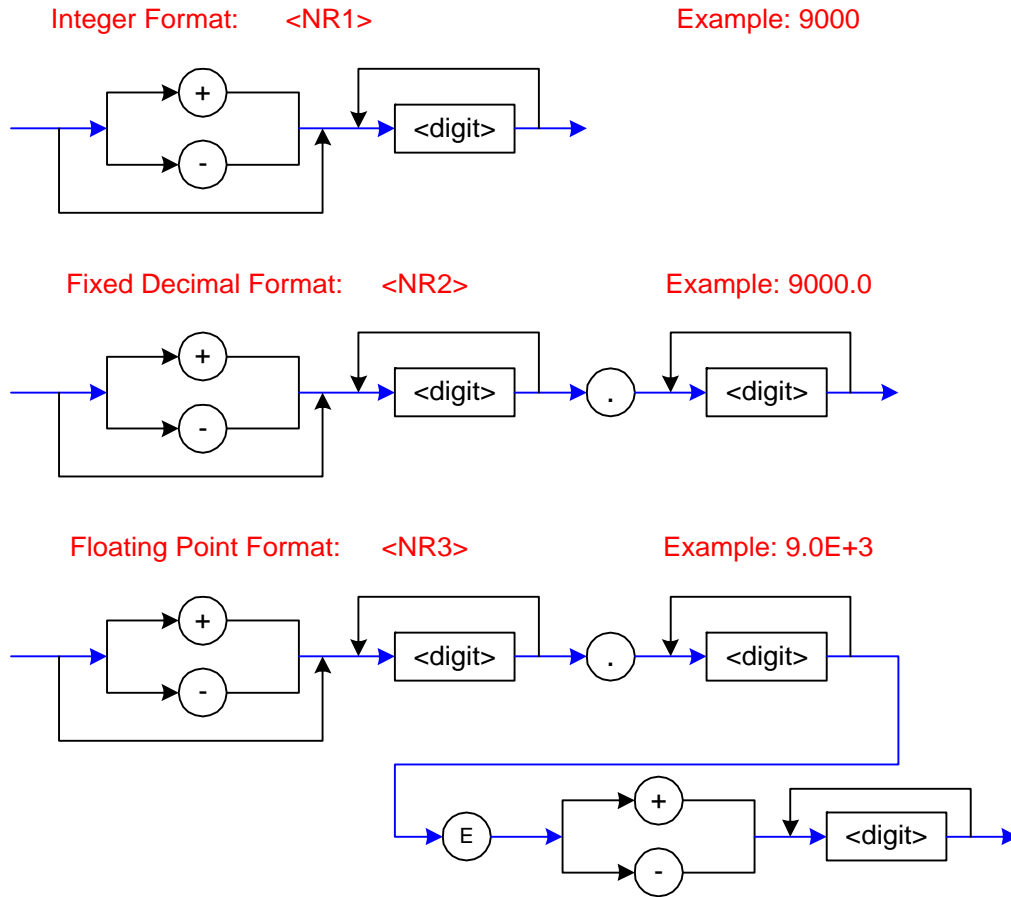 Integer Format: <NR1> Example: 9000
+
<digit>
-
Fixed Decimal Format: <NR2> Example: 9000.0
+
<digit> . <digit>
-
Floating Point Format: <NR3> Example: 9.0E+3
+
<digit> . <digit>
-
+
E <digit>
-